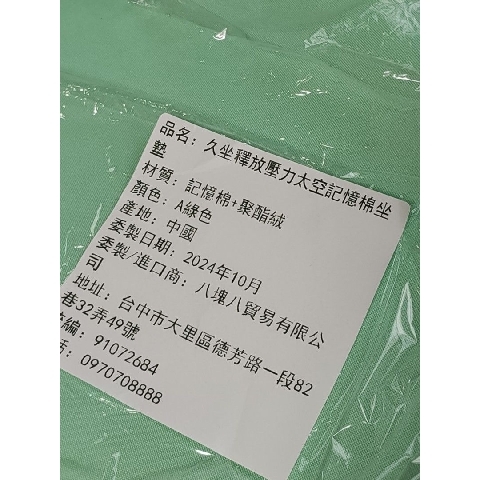 品名: 久坐釋放壓力太空記憶棉坐
墊
材質: 記憶棉+聚酯絨
顏色: A綠色
產地: 中國
委製日期: 2024年10月
委製/進口商: 八塊八貿易有限公
司
地址: 台中市大里區德芳路一段82
巷32弄49號
編: 91072684
: 0970708888